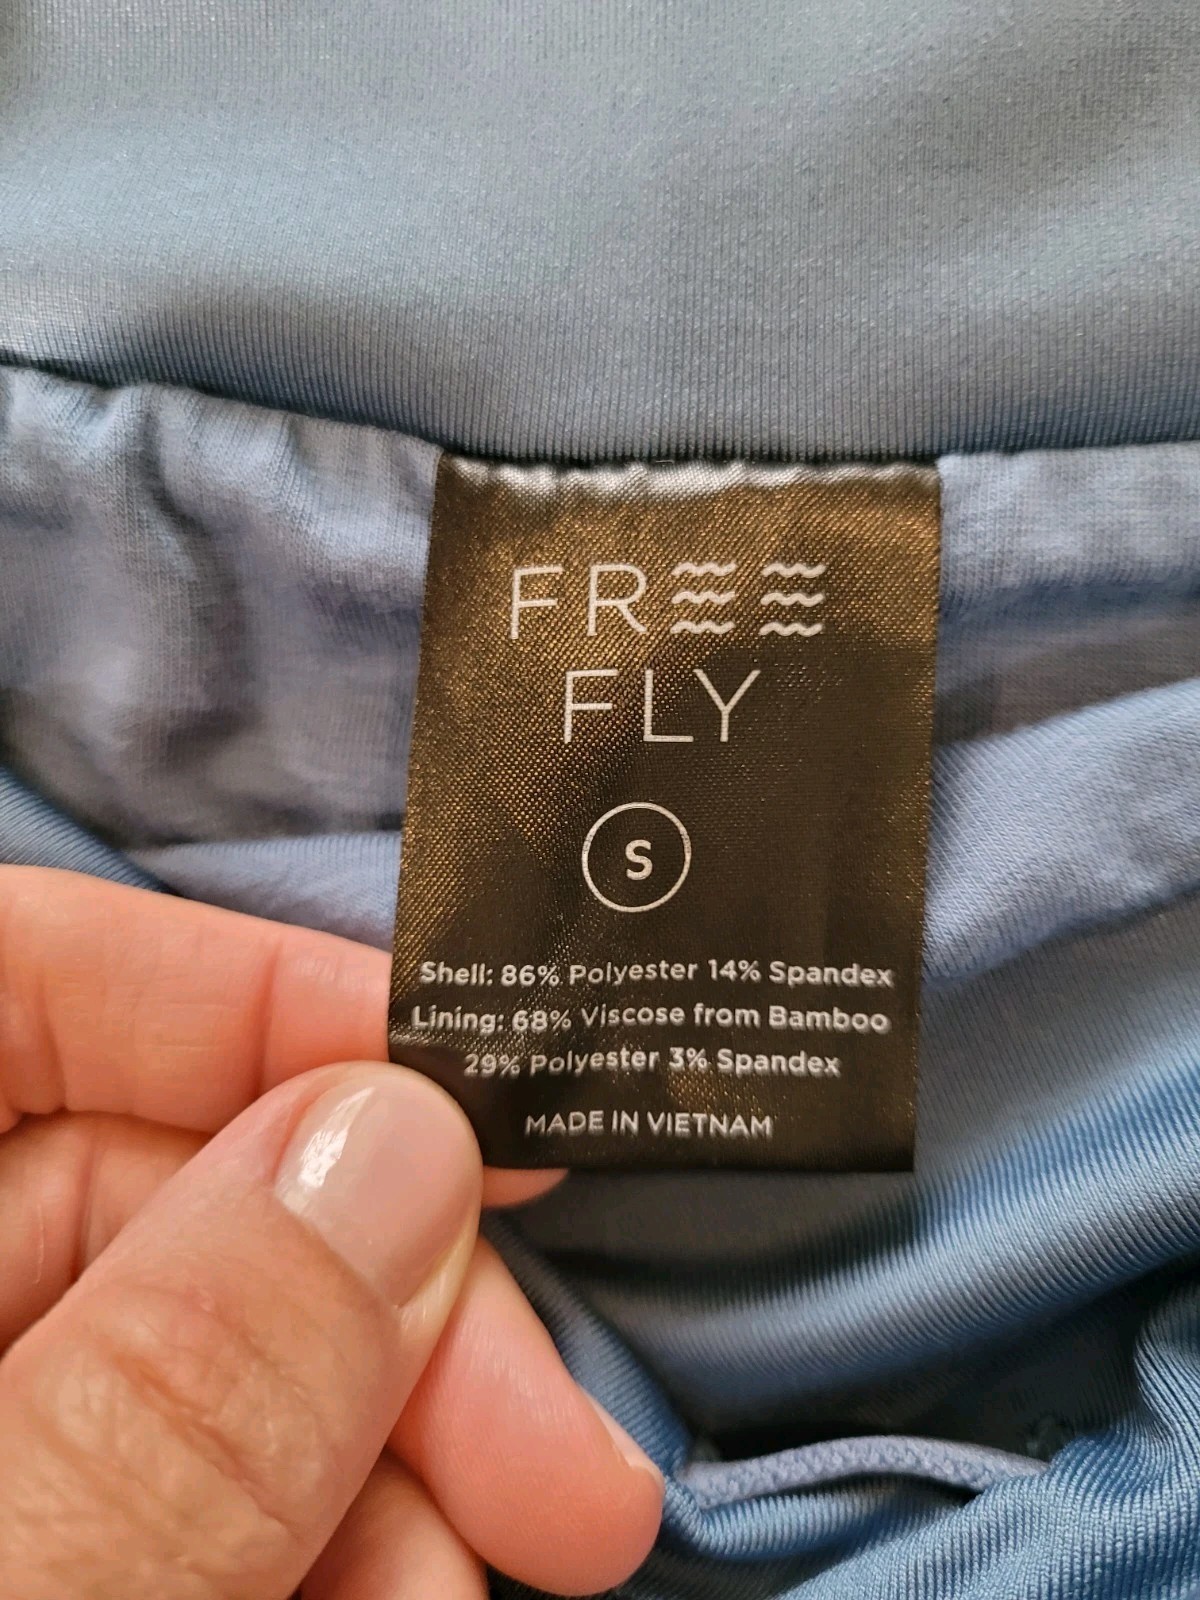 FREE
FLY
S
Shell: 86% Polyester 14% Spandex
Lining: 68% Viscose from Bamboo
29% Polyester 3% Spandex
MADE IN VIETNAM